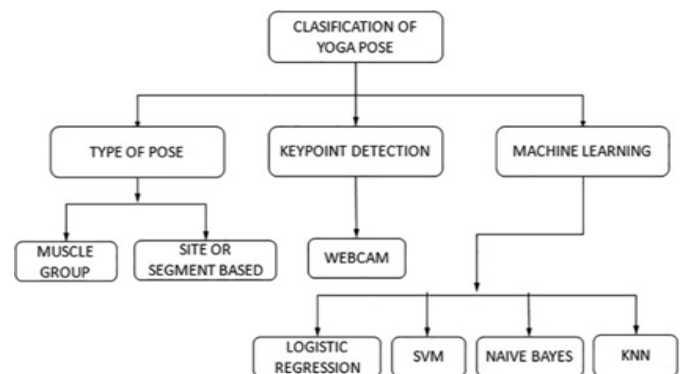 CLASIFICATION OF
YOGA POSE
TYPE OF POSE
KEYPOINT DETECTION
MACHINE LEARNING
MUSCLE
GROUP
SITE OR
SEGMENT BASED
WEBCAM
LOGISTIC
REGRESSION
SVM
NAIVE BAYES
KNN